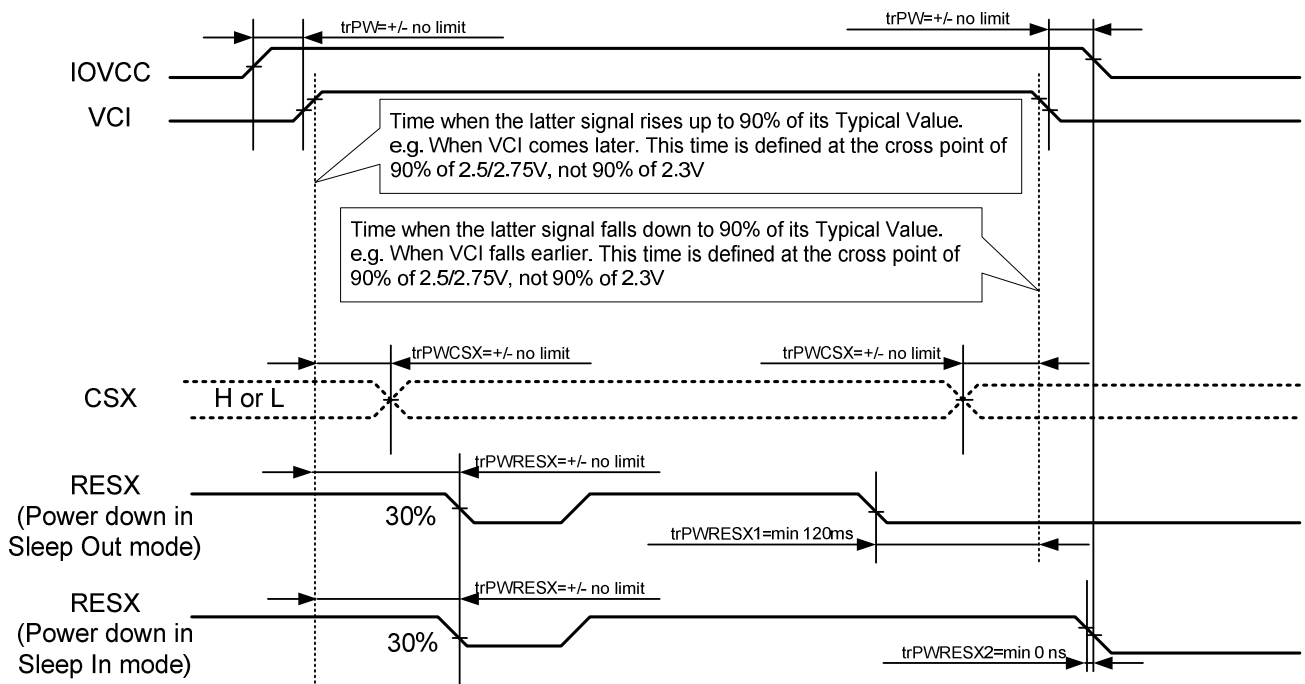 trPW=+/- no limit
trPW=+/- no limit
IOVCC
VCI
Time when the latter signal rises up to 90% of its Typical Value.
e.g. When VCI comes later. This time is defined at the cross point of
90% of 2.5/2.75V, not 90% of 2.3V
Time when the latter signal falls down to 90% of its Typical Value.
e.g. When VCI falls earlier. This time is defined at the cross point of
90% of 2.5/2.75V, not 90% of 2.3V
trPWCSX=+/- no limit
trPWCSX=+/- no limit
CSX
H or L
trPWRESX=+/- no limit
RESX
(Power down in
Sleep Out mode)
30%
trPWRESX1=min 120ms
trPWRESX=+/- no limit
RESX
(Power down in
Sleep In mode)
30%
trPWRESX2=min 0 ns